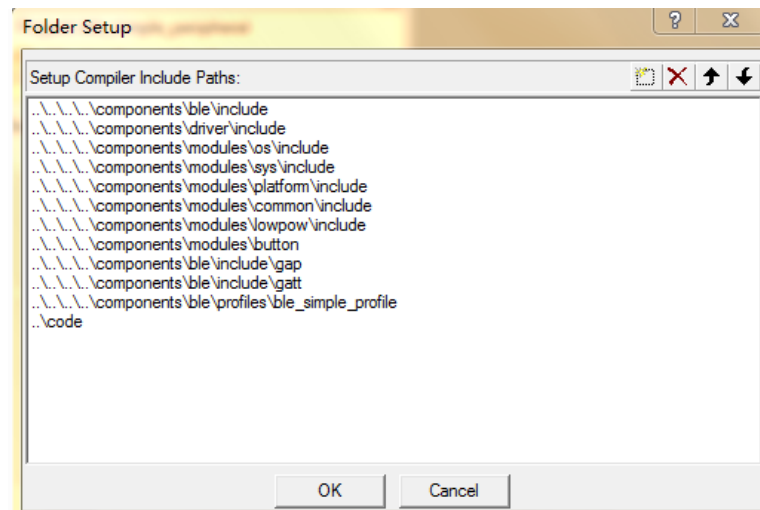 Folder Setup
Setup Compiler Include Paths:
..\..\..\..\components\ble\include
..\..\..\..\components\driver\include
..\..\..\..\components\modules\os\include
..\..\..\..\components\modules\sys\include
..\..\..\..\components\modules\platform\include
..\..\..\..\components\modules\common\include
..\..\..\..\components\modules\lowpow\include
..\..\..\..\components\modules\button
..\..\..\..\components\ble\include\gap
..\..\..\..\components\ble\include\gatt
..\..\..\..\components\ble\profiles\ble_simple_profile
..\code
OK Cancel